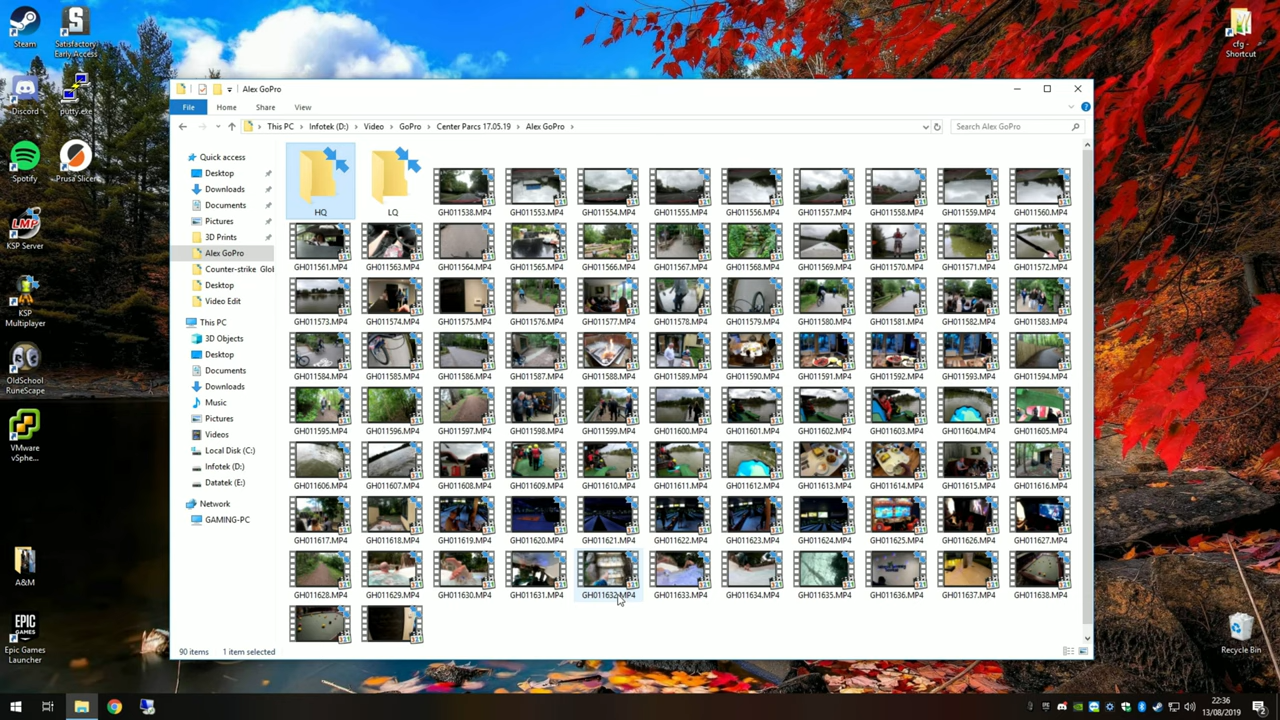 Steam
Satisfactory
Early Access
Discord
putty.exe
Spotify
Prusa Slicer
KSP Server
KSP
Multiplayer
OldSchool
RuneScape
VMware
vSphe...
A&M
Epic Games
Launcher
cfg -
Shortcut
Recycle Bin
Alex GoPro
File Home Share View
This PC Infotek (D:) Video GoPro Center Parcs 17.05.19 Alex GoPro
Search Alex GoPro
Quick access
Desktop
Downloads
Documents
Pictures
3D Prints
Alex GoPro
Counter-strike Glob
Desktop
Video Edit
This PC
3D Objects
Desktop
Documents
Downloads
Music
Pictures
Videos
Local Disk (C:)
Infotek (D:)
Datatek (E:)
Network
GAMING-PC
HQ LQ GH011538.MP4 GH011553.MP4 GH011554.MP4 GH011555.MP4 GH011556.MP4 GH011557.MP4 GH011558.MP4 GH011559.MP4 GH011560.MP4
GH011561.MP4 GH011563.MP4 GH011564.MP4 GH011565.MP4 GH011566.MP4 GH011567.MP4 GH011568.MP4 GH011569.MP4 GH011570.MP4 GH011571.MP4 GH011572.MP4
GH011573.MP4 GH011574.MP4 GH011575.MP4 GH011576.MP4 GH011577.MP4 GH011578.MP4 GH011579.MP4 GH011580.MP4 GH011581.MP4 GH011582.MP4 GH011583.MP4
GH011584.MP4 GH011585.MP4 GH011586.MP4 GH011587.MP4 GH011588.MP4 GH011589.MP4 GH011590.MP4 GH011591.MP4 GH011592.MP4 GH011593.MP4 GH011594.MP4
GH011595.MP4 GH011596.MP4 GH011597.MP4 GH011598.MP4 GH011599.MP4 GH011600.MP4 GH011601.MP4 GH011602.MP4 GH011603.MP4 GH011604.MP4 GH011605.MP4
GH011606.MP4 GH011607.MP4 GH011608.MP4 GH011609.MP4 GH011610.MP4 GH011611.MP4 GH011612.MP4 GH011613.MP4 GH011614.MP4 GH011615.MP4 GH011616.MP4
GH011617.MP4 GH011618.MP4 GH011619.MP4 GH011620.MP4 GH011621.MP4 GH011622.MP4 GH011623.MP4 GH011624.MP4 GH011625.MP4 GH011626.MP4 GH011627.MP4
GH011628.MP4 GH011629.MP4 GH011630.MP4 GH011631.MP4 GH011632.MP4 GH011633.MP4 GH011634.MP4 GH011635.MP4 GH011636.MP4 GH011637.MP4 GH011638.MP4
90 items 1 item selected
22:36
13/08/2019